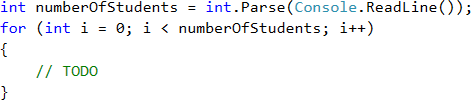 int numberOfStudents = int.Parse(Console.ReadLine());
for (int i = 0; i < numberOfStudents; i++)
{
    // TODO
}